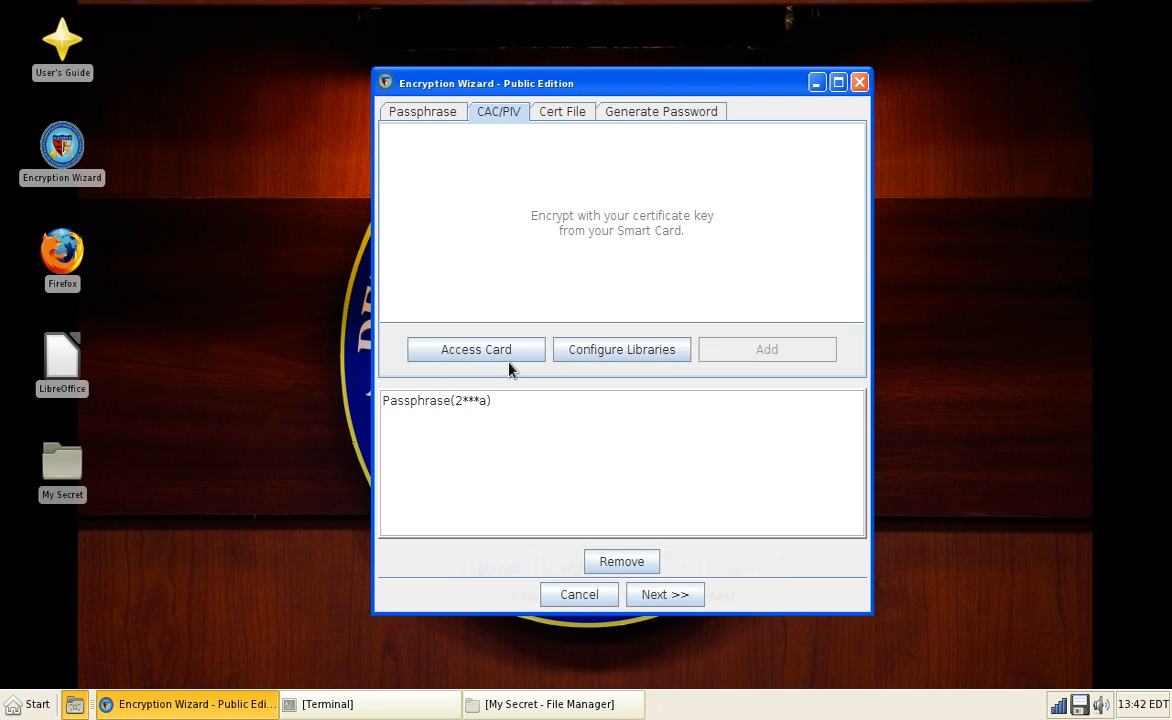 User's Guide
Encryption Wizard
Firefox
LibreOffice
My Secret
Encryption Wizard - Public Edition
Passphrase
CAC/PIV
Cert File
Generate Password
Encrypt with your certificate key
from your Smart Card.
Access Card
Configure Libraries
Add
Passphrase(2***a)
Remove
Cancel
Next >>
Start
Encryption Wizard - Public Edi...
[Terminal]
[My Secret - File Manager]
13:42 EDT